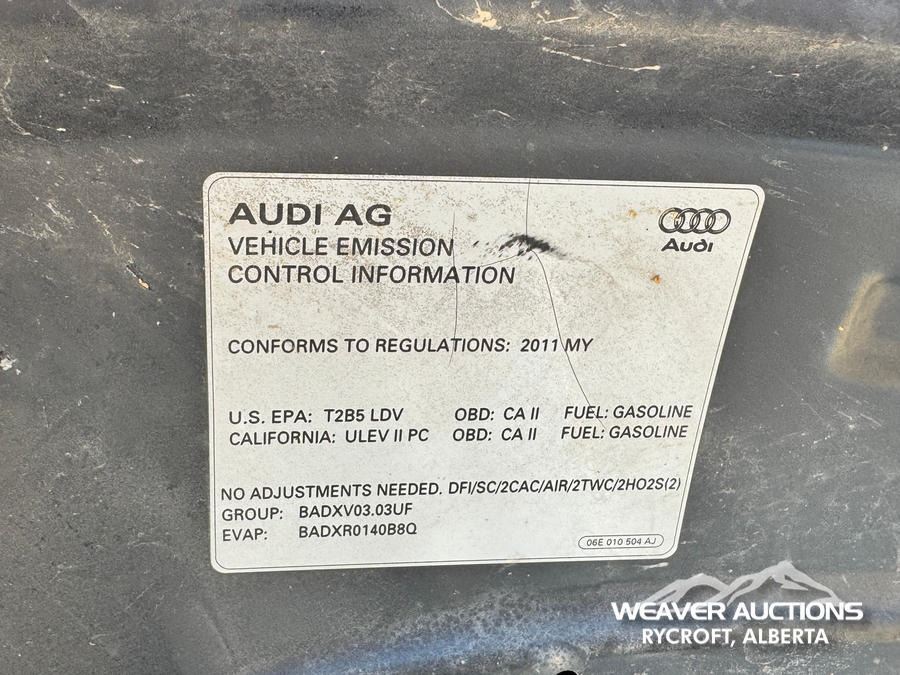 AUDI AG
VEHICLE EMISSION
CONTROL INFORMATION
Audi
CONFORMS TO REGULATIONS: 2011 MY
U.S. EPA: T2B5 LDV OBD: CA II FUEL: GASOLINE
CALIFORNIA: ULEV II PC OBD: CA II FUEL: GASOLINE
NO ADJUSTMENTS NEEDED. DFI/SC/2CAC/AIR/2TWC/2HO2S(2)
GROUP: BADXV03.03UF
EVAP: BADXR0140B8Q
06E 010 504 AJ
WEAVER AUCTIONS
RYCROFT, ALBERTA